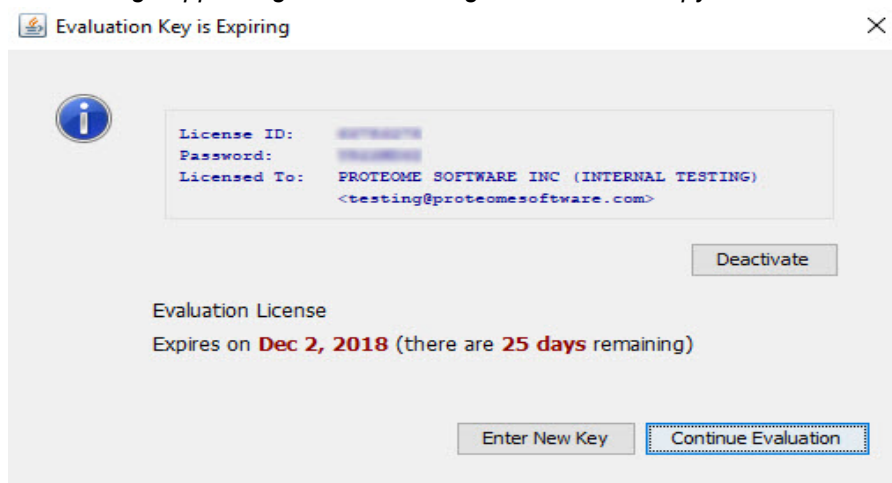 Evaluation Key is Expiring
License ID:
Password:
Licensed To: PROTEOME SOFTWARE INC (INTERNAL TESTING)
<testing@proteomesoftware.com>
Deactivate
Evaluation License
Expires on Dec 2, 2018 (there are 25 days remaining)
Enter New Key Continue Evaluation